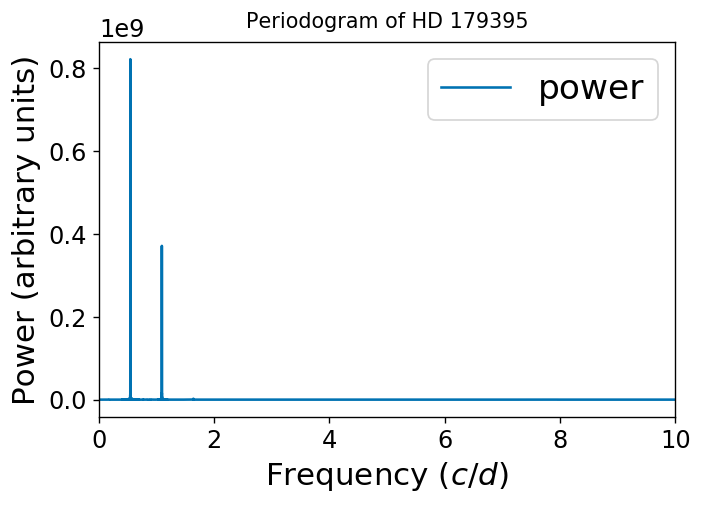 Periodogram of HD 179395
1e9
power
Power (arbitrary units)
0.8
0.6
0.4
0.2
0.0
0 2 4 6 8 10
Frequency (c/d)